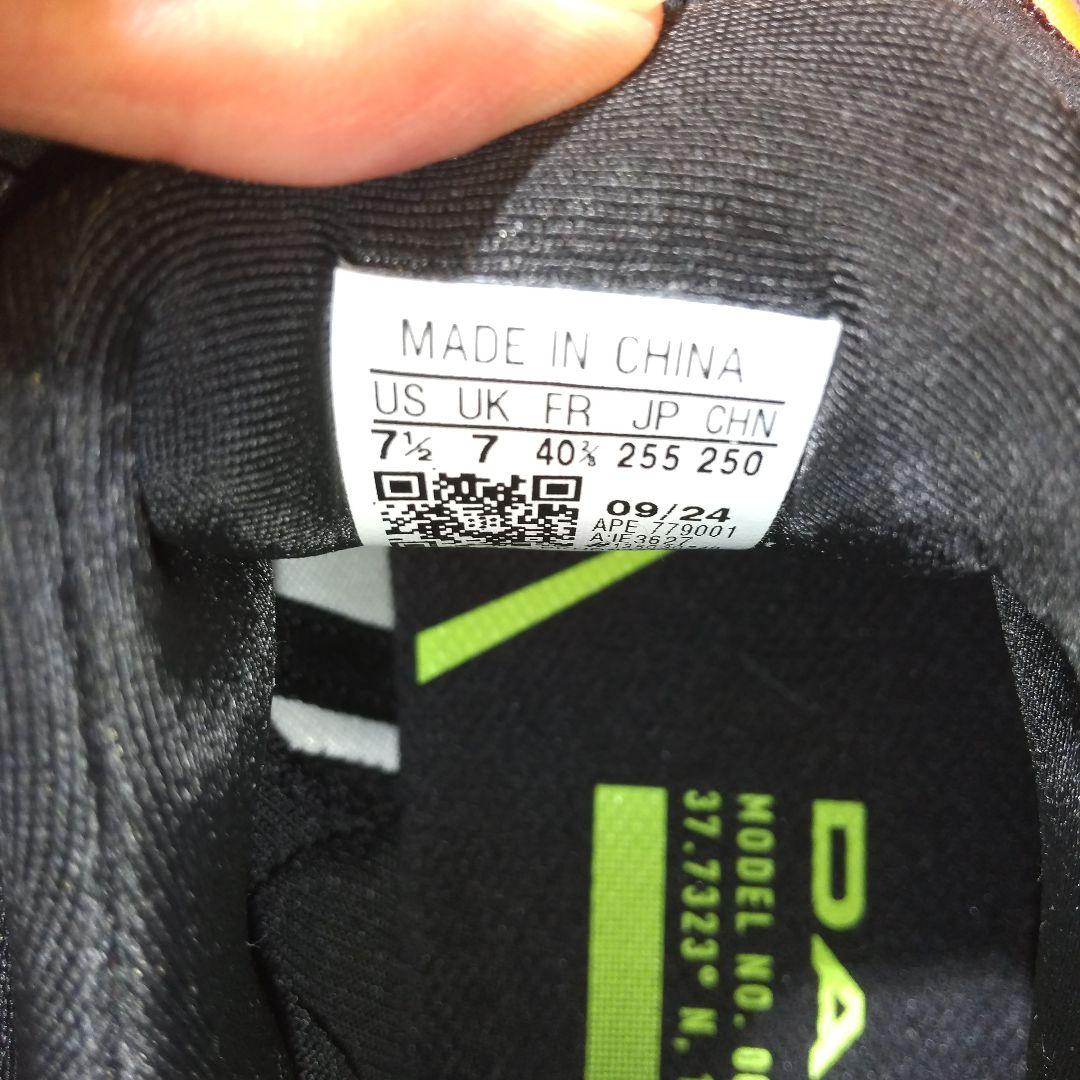 MADE IN CHINA
US UK FR JP CHN
7½ 7 40⅔ 255 250
09/24
APE 779001
DA
MODEL NO.
37.7323° N,